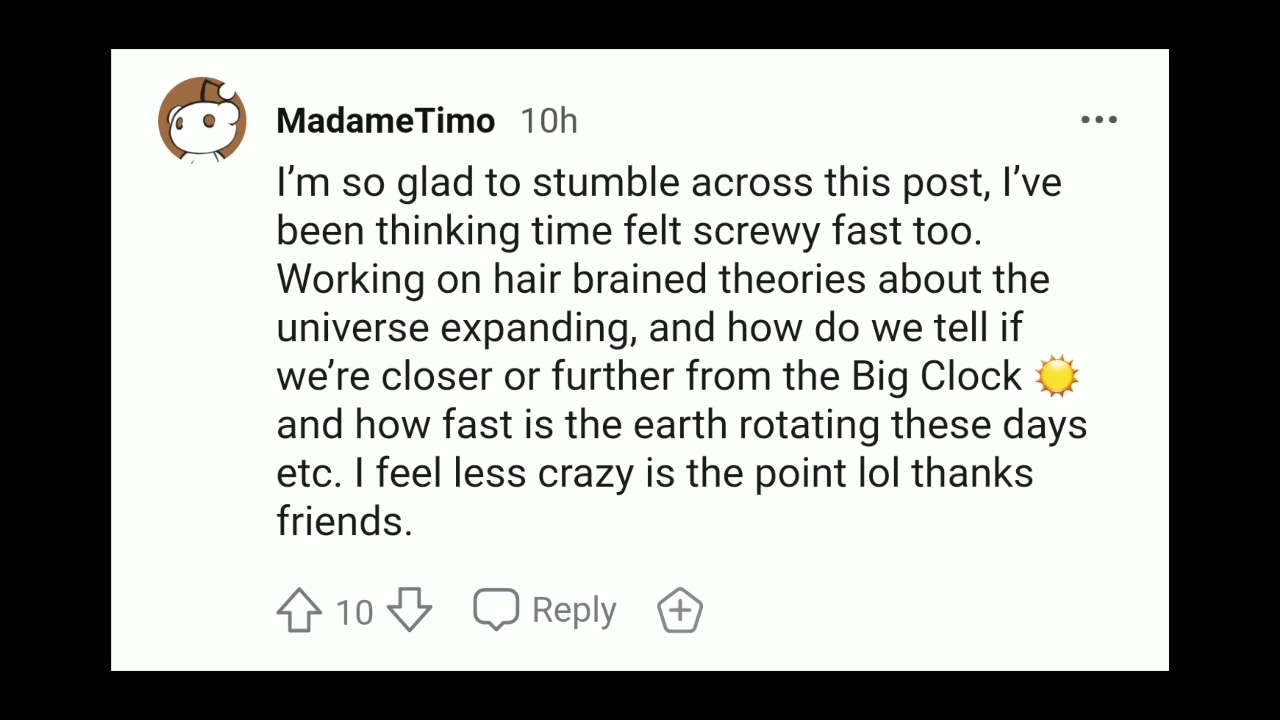 MadameTimo 10h
I’m so glad to stumble across this post, I’ve
been thinking time felt screwy fast too.
Working on hair brained theories about the
universe expanding, and how do we tell if
we’re closer or further from the Big Clock ☀️
and how fast is the earth rotating these days
etc. I feel less crazy is the point lol thanks
friends.
10 Reply